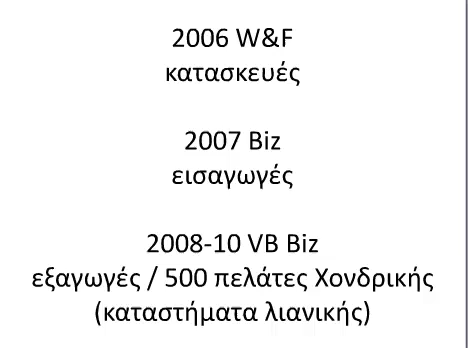 2006 W&F
κατασκευές
2007 Biz
εισαγωγές
2008-10 VB Biz
εξαγωγές / 500 πελάτες Χονδρικής
(καταστήματα λιανικής)